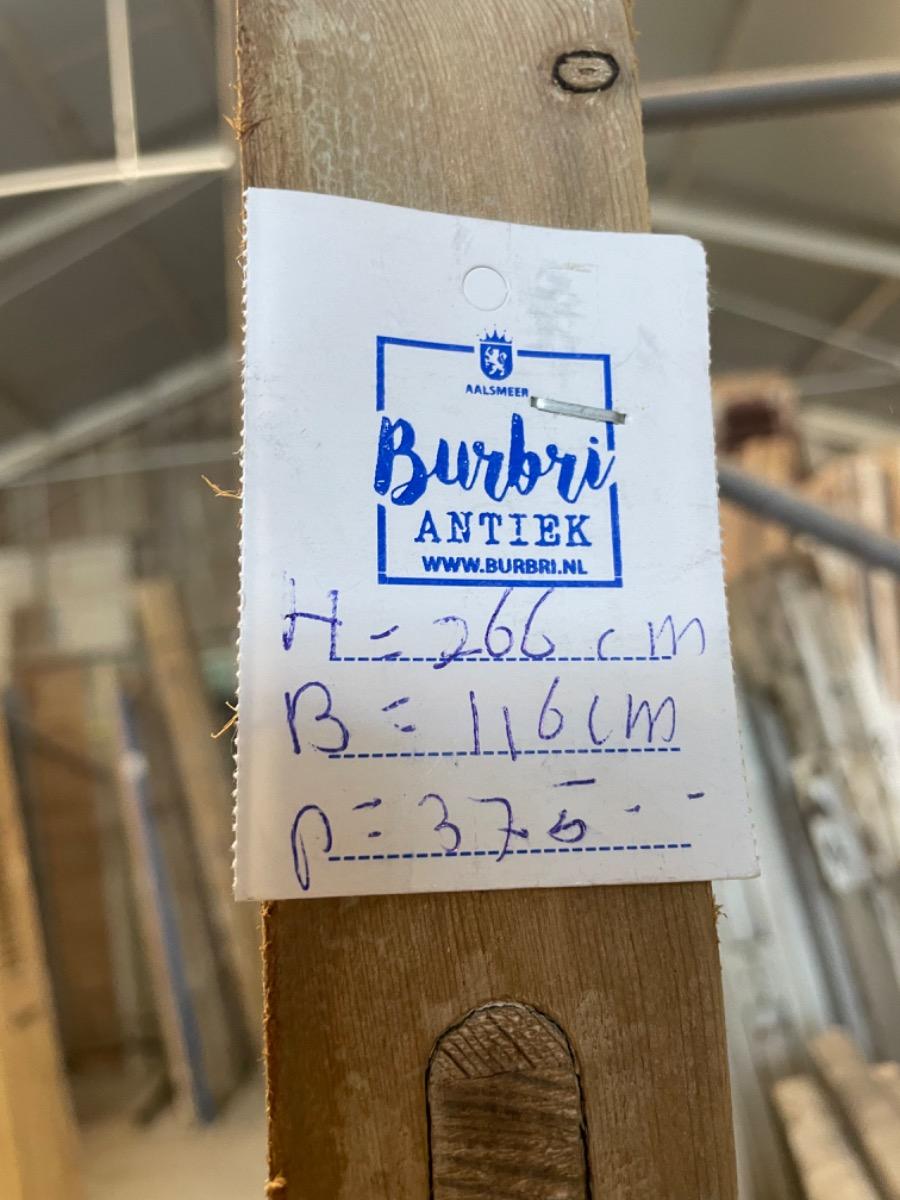 AALSMEER
Burbri
ANTIEK
WWW.BURBRI.NL
H = 266 cm
B = 116 cm
P = 375 - -